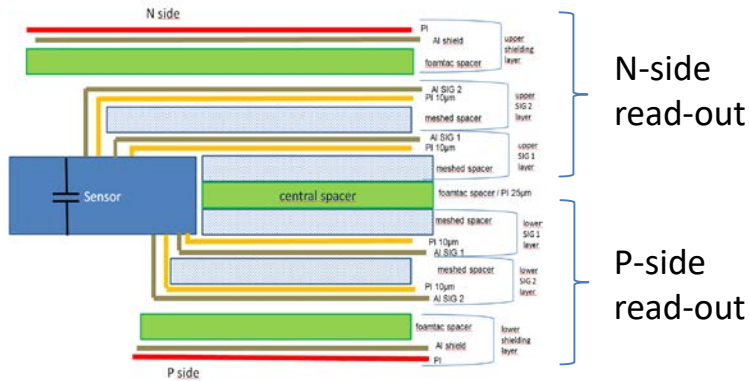 N side
PI
Al shield
foamtac spacer
upper
shielding
layer
Al SIG 2
PI 10µm
meshed spacer
upper
SIG 2
layer
Al SIG 1
PI 10µm
meshed spacer
upper
SIG 1
layer
N-side
read-out
Sensor
central spacer
foamtac spacer / PI 25µm
meshed spacer
PI 10µm
Al SIG 1
lower
SIG 1
layer
meshed spacer
PI 10µm
Al SIG 2
lower
SIG 2
layer
foamtac spacer
Al shield
PI
lower
shielding
layer
P side
P-side
read-out